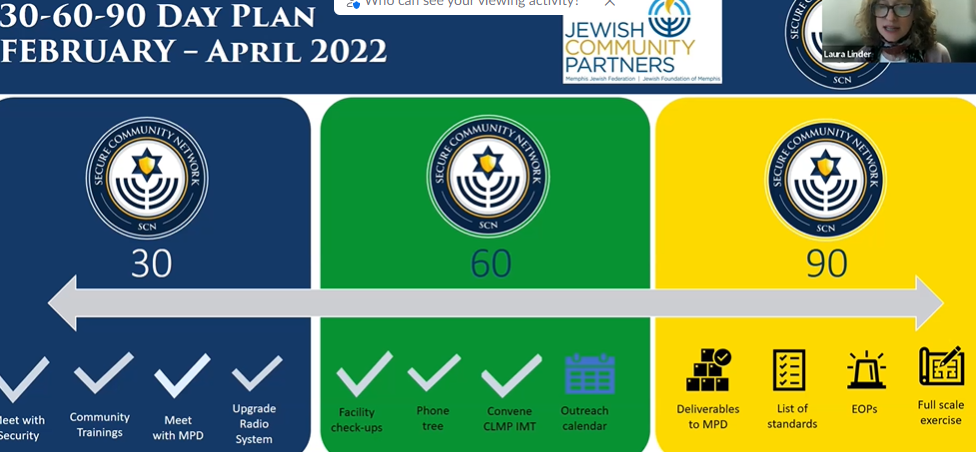 30-60-90 DAY PLAN
FEBRUARY – APRIL 2022
Who can see your viewing activity?
JEWISH
COMMUNITY
PARTNERS
Memphis Jewish Federation | Jewish Foundation of Memphis
SECURE
Laura Linder
SCN
SECURE COMMUNITY NETWORK
SCN
SECURE COMMUNITY NETWORK
SCN
SECURE COMMUNITY NETWORK
SCN
30
60
90
Meet with
Security
Community
Trainings
Meet
with MPD
Upgrade
Radio
System
Facility
check-ups
Phone
tree
Convene
CLMP IMT
Outreach
calendar
Deliverables
to MPD
List of
standards
EOPs
Full scale
exercise